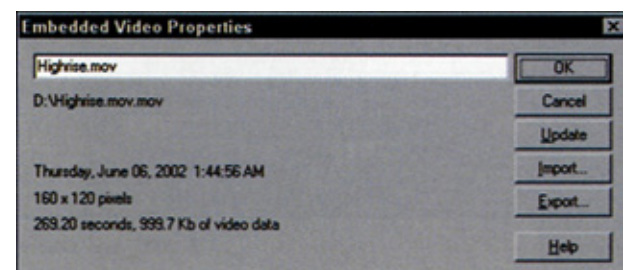 Embedded Video Properties
Highrise.mov
OK
D:\Highrise.mov.mov
Cancel
Update
Thursday, June 06, 2002 1:44:56 AM
Import...
160 x 120 pixels
Export...
269.20 seconds, 999.7 Kb of video data
Help